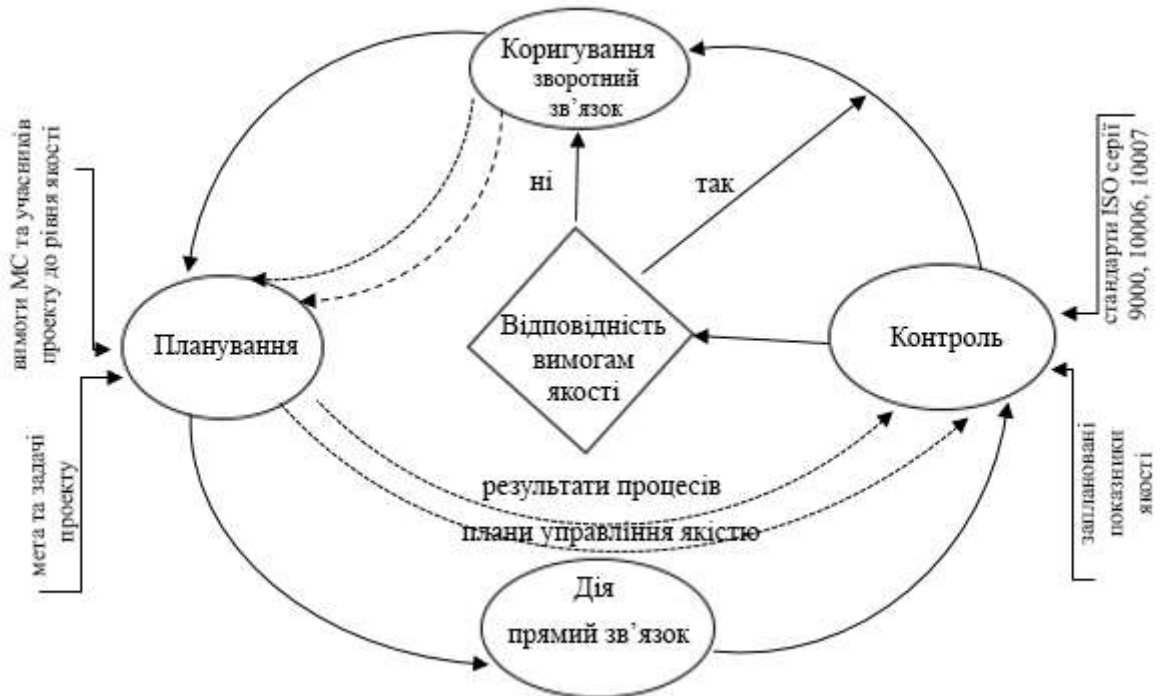 Коригування
зворотний
зв’язок
вимоги МС та учасників
проекту до рівня якості
ні
так
стандарти ISO серії
9000, 10006, 10007
Планування
Відповідність
вимогам
якості
Контроль
мета та задачі
проекту
результати процесів
плани управління якістю
заплановані
показники
якості
Дія
прямий зв’язок